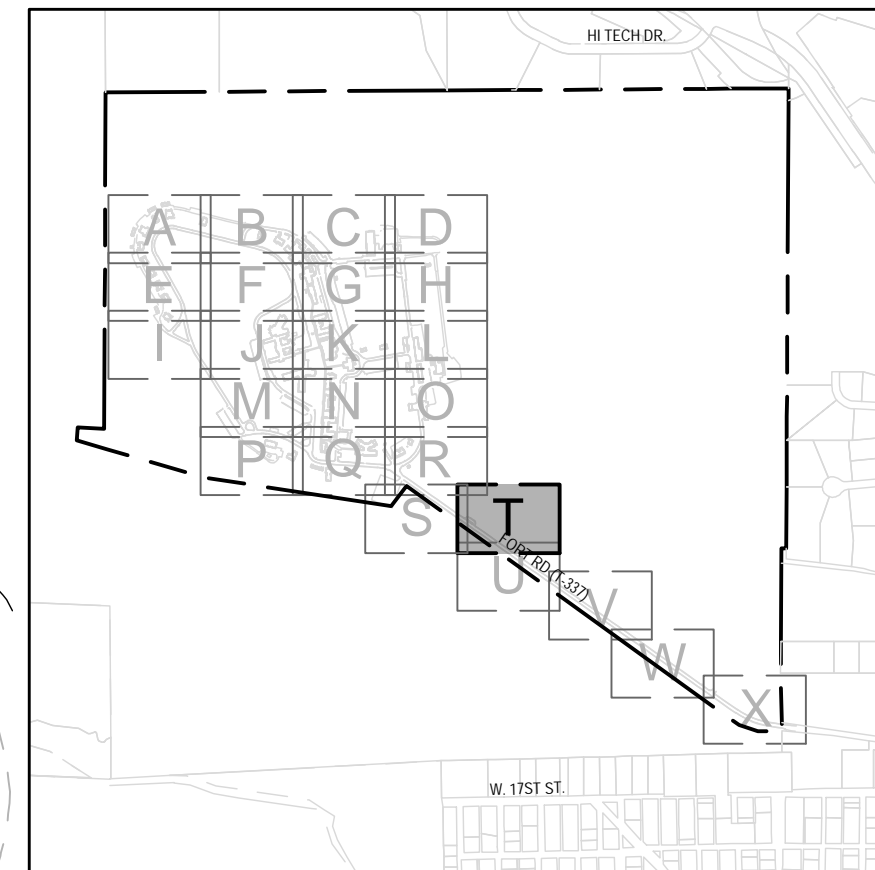 HI TECH DR.
A B C D
E F G H
I J K L
M N O
P Q R
S T
U
FORT RD (T-337)
V
W
X
W. 17ST ST.